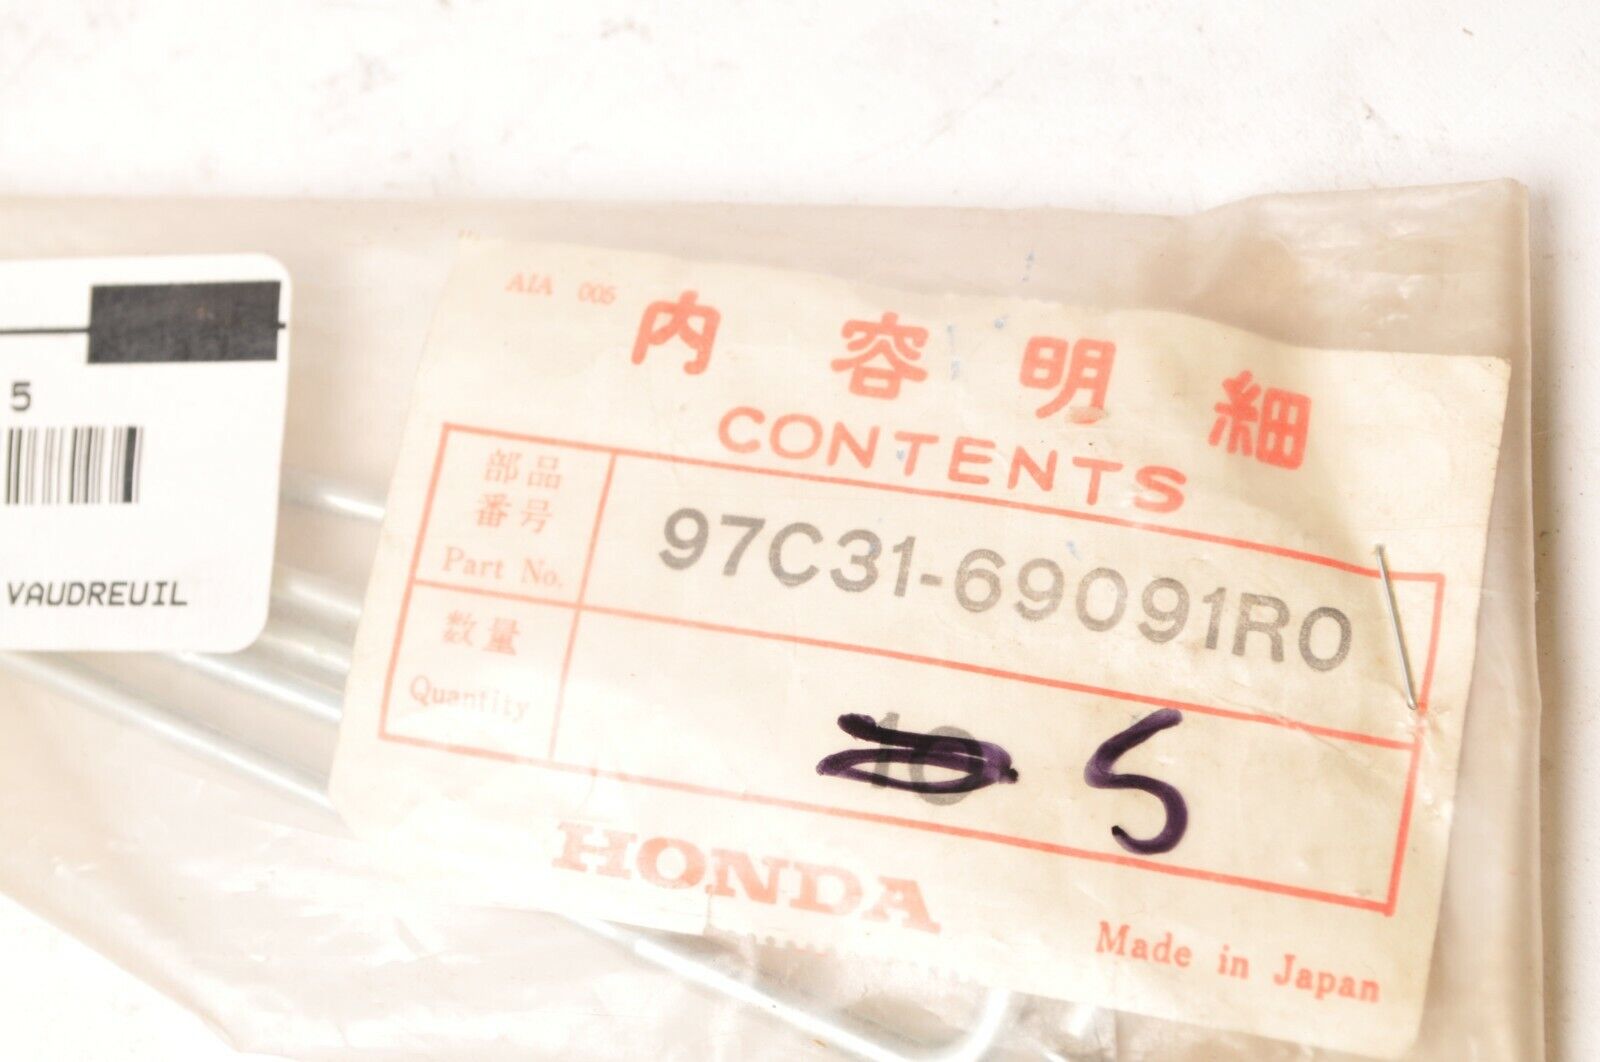 5
VAUDREUIL
AIA 005
内容明細
CONTENTS
部品
番号
Part No.
97C31-69091R0
数量
Quantity
10 5
HONDA
Made in Japan